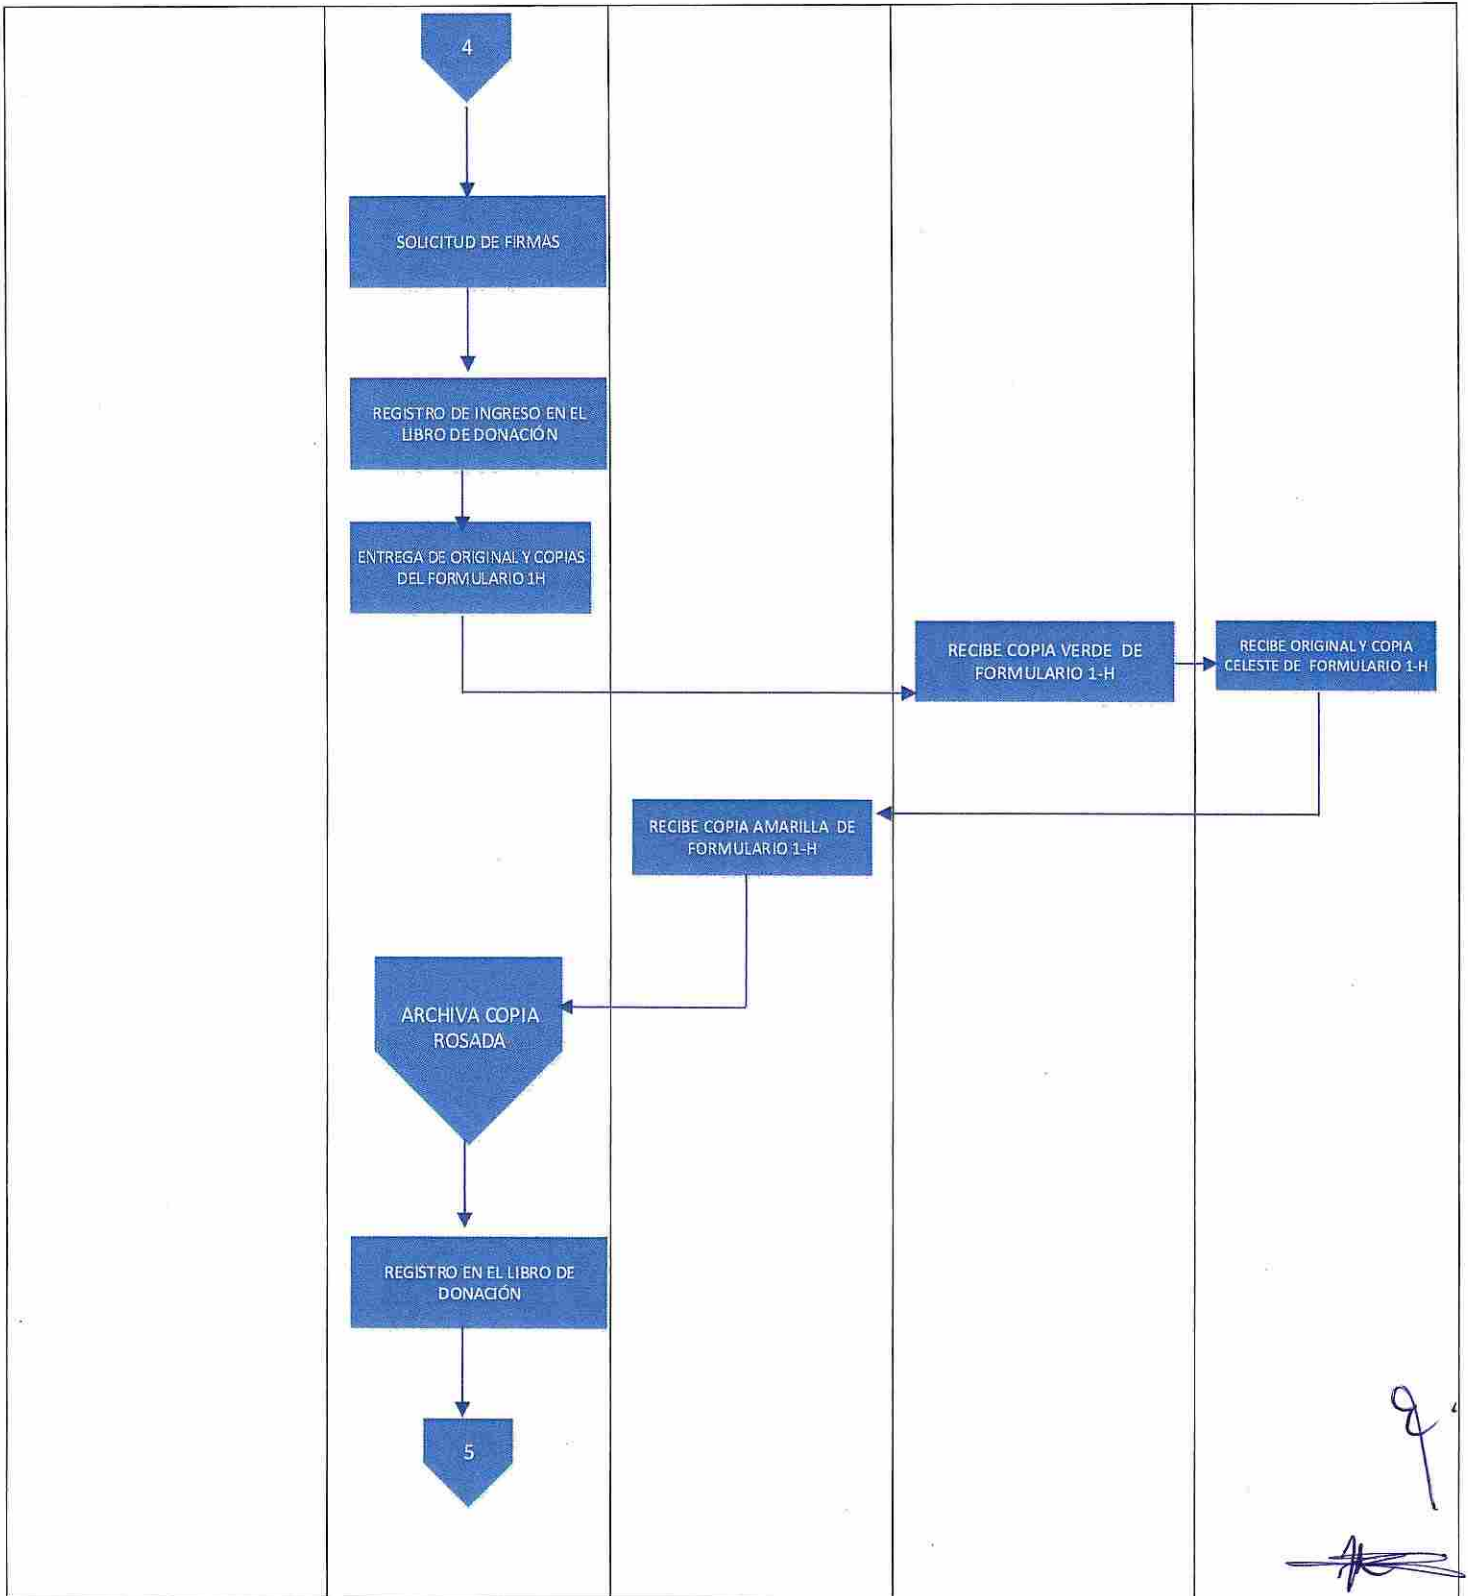 4
SOLICITUD DE FIRMAS
REGISTRO DE INGRESO EN EL
LIBRO DE DONACIÓN
ENTREGA DE ORIGINAL Y COPIAS
DEL FORMULARIO 1H
RECIBE COPIA VERDE DE
FORMULARIO 1-H
RECIBE ORIGINAL Y COPIA
CELESTE DE FORMULARIO 1-H
RECIBE COPIA AMARILLA DE
FORMULARIO 1-H
ARCHIVA COPIA
ROSADA
REGISTRO EN EL LIBRO DE
DONACIÓN
5